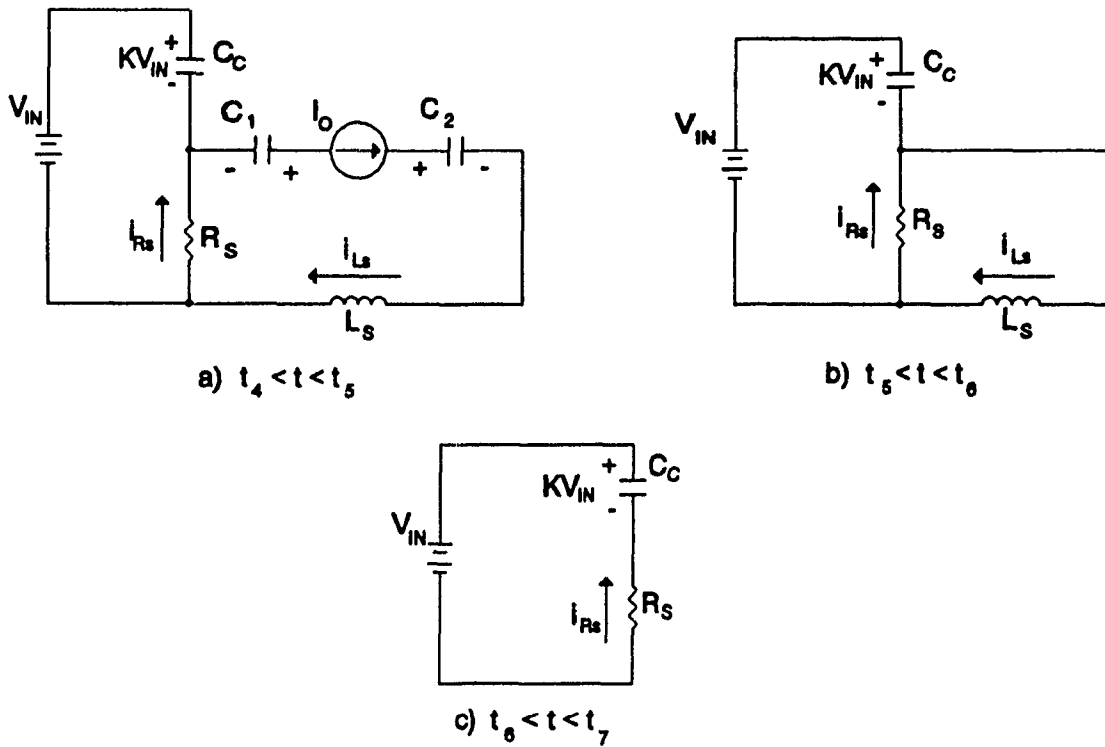 +
KV_IN C_C
-
V_IN
C_1 I_O C_2
- + + -
i_Rs R_S
i_Ls
L_S
a) t_4 < t < t_5
+
KV_IN C_C
-
V_IN
i_Rs R_S
i_Ls
L_S
b) t_5 < t < t_6
+
KV_IN C_C
-
V_IN
i_Rs R_S
c) t_6 < t < t_7